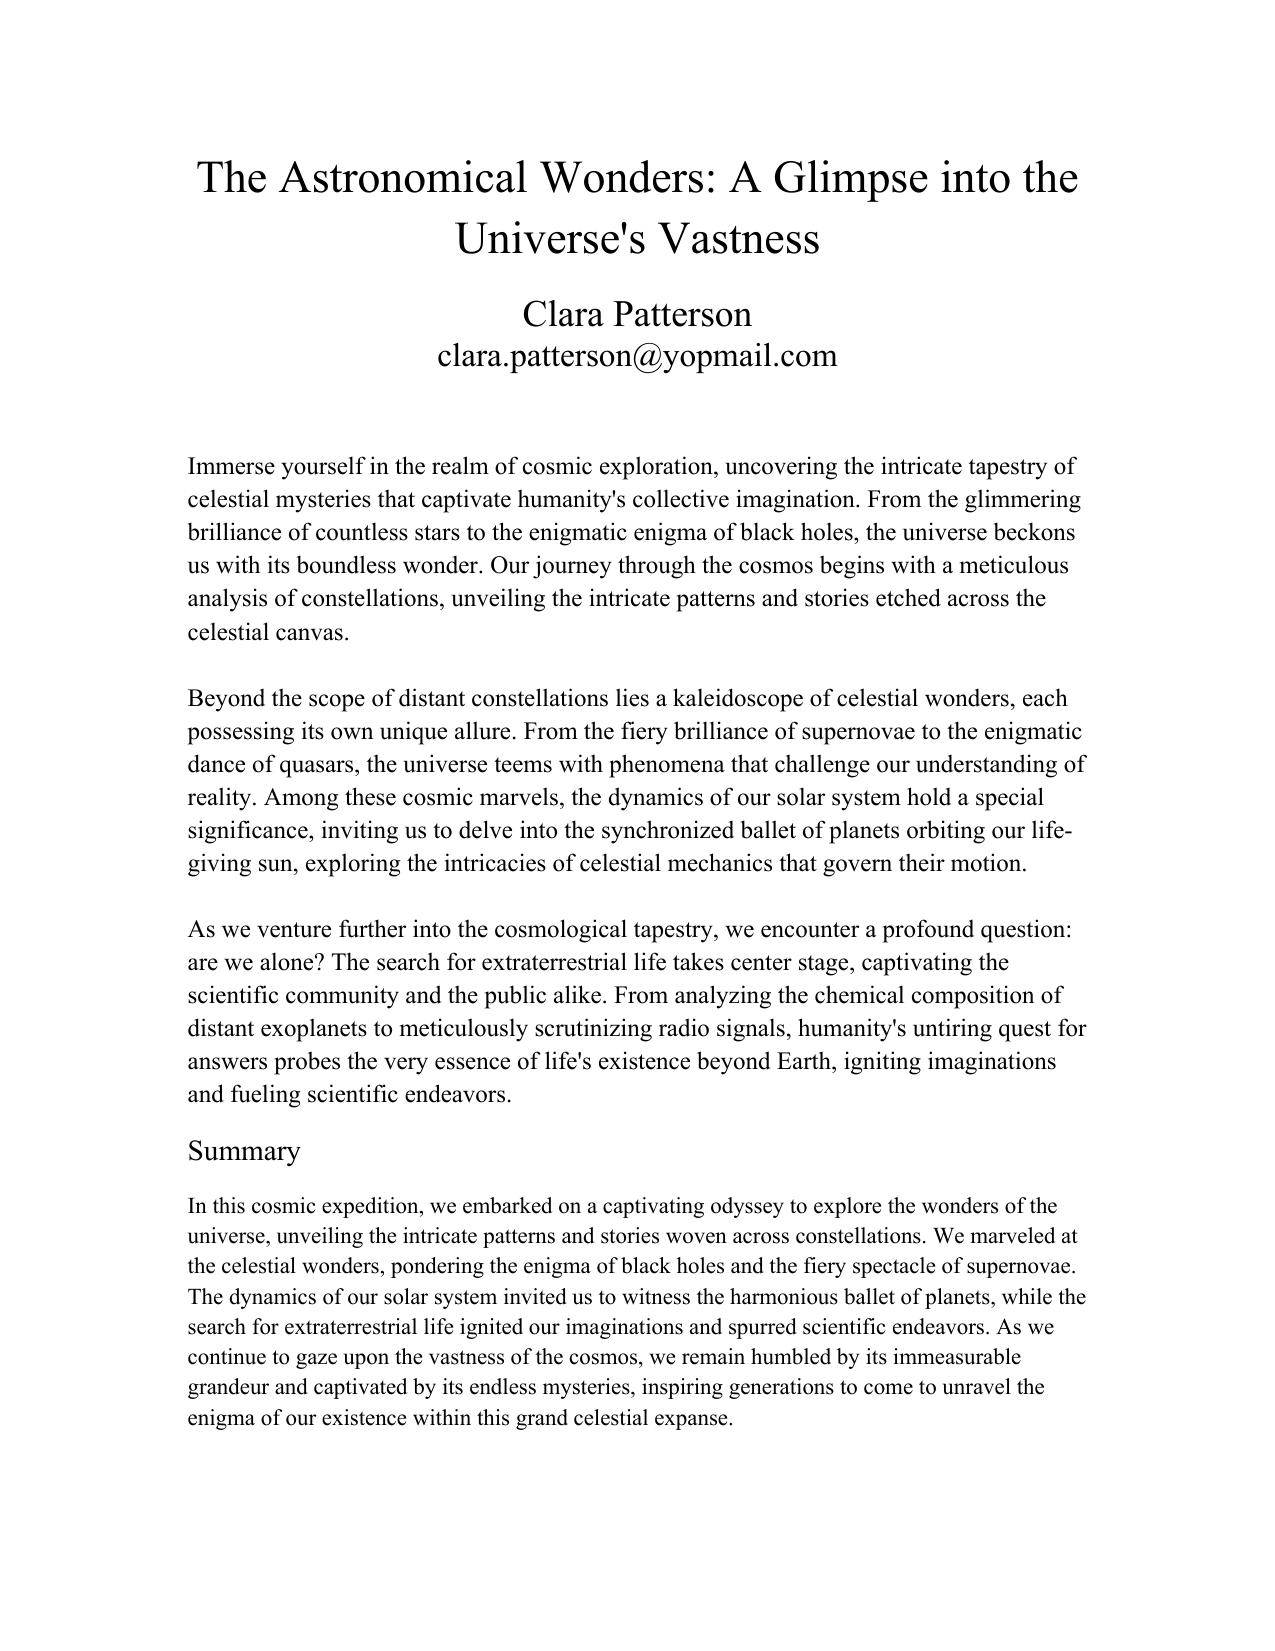 The Astronomical Wonders: A Glimpse into the
Universe's Vastness
Clara Patterson
clara.patterson@yopmail.com
Immerse yourself in the realm of cosmic exploration, uncovering the intricate tapestry of
celestial mysteries that captivate humanity's collective imagination. From the glimmering
brilliance of countless stars to the enigmatic enigma of black holes, the universe beckons
us with its boundless wonder. Our journey through the cosmos begins with a meticulous
analysis of constellations, unveiling the intricate patterns and stories etched across the
celestial canvas.
Beyond the scope of distant constellations lies a kaleidoscope of celestial wonders, each
possessing its own unique allure. From the fiery brilliance of supernovae to the enigmatic
dance of quasars, the universe teems with phenomena that challenge our understanding of
reality. Among these cosmic marvels, the dynamics of our solar system hold a special
significance, inviting us to delve into the synchronized ballet of planets orbiting our life-
giving sun, exploring the intricacies of celestial mechanics that govern their motion.
As we venture further into the cosmological tapestry, we encounter a profound question:
are we alone? The search for extraterrestrial life takes center stage, captivating the
scientific community and the public alike. From analyzing the chemical composition of
distant exoplanets to meticulously scrutinizing radio signals, humanity's untiring quest for
answers probes the very essence of life's existence beyond Earth, igniting imaginations
and fueling scientific endeavors.
Summary
In this cosmic expedition, we embarked on a captivating odyssey to explore the wonders of the
universe, unveiling the intricate patterns and stories woven across constellations. We marveled at
the celestial wonders, pondering the enigma of black holes and the fiery spectacle of supernovae.
The dynamics of our solar system invited us to witness the harmonious ballet of planets, while the
search for extraterrestrial life ignited our imaginations and spurred scientific endeavors. As we
continue to gaze upon the vastness of the cosmos, we remain humbled by its immeasurable
grandeur and captivated by its endless mysteries, inspiring generations to come to unravel the
enigma of our existence within this grand celestial expanse.